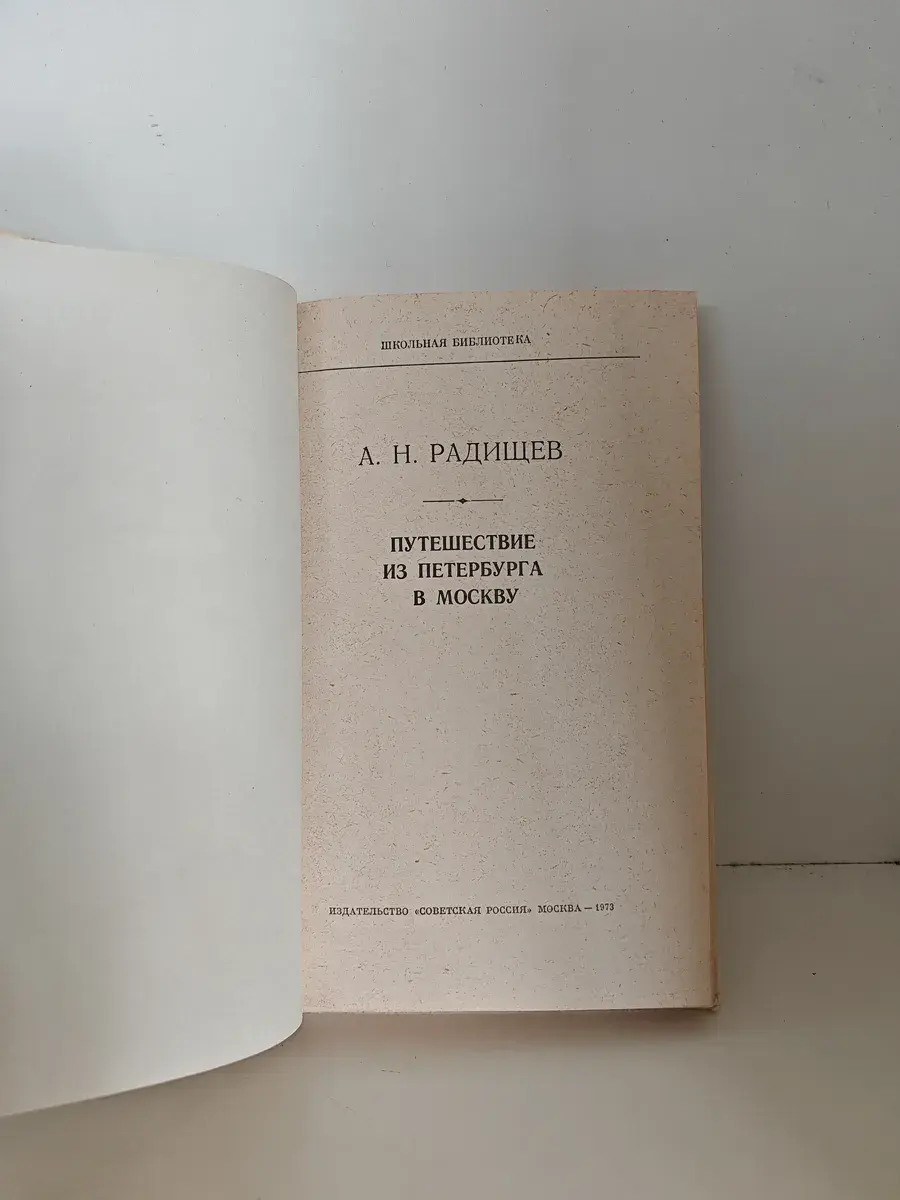 ШКОЛЬНАЯ БИБЛИОТЕКА
А. Н. РАДИЩЕВ
ПУТЕШЕСТВИЕ
ИЗ ПЕТЕРБУРГА
В МОСКВУ
ИЗДАТЕЛЬСТВО «СОВЕТСКАЯ РОССИЯ» МОСКВА — 1973